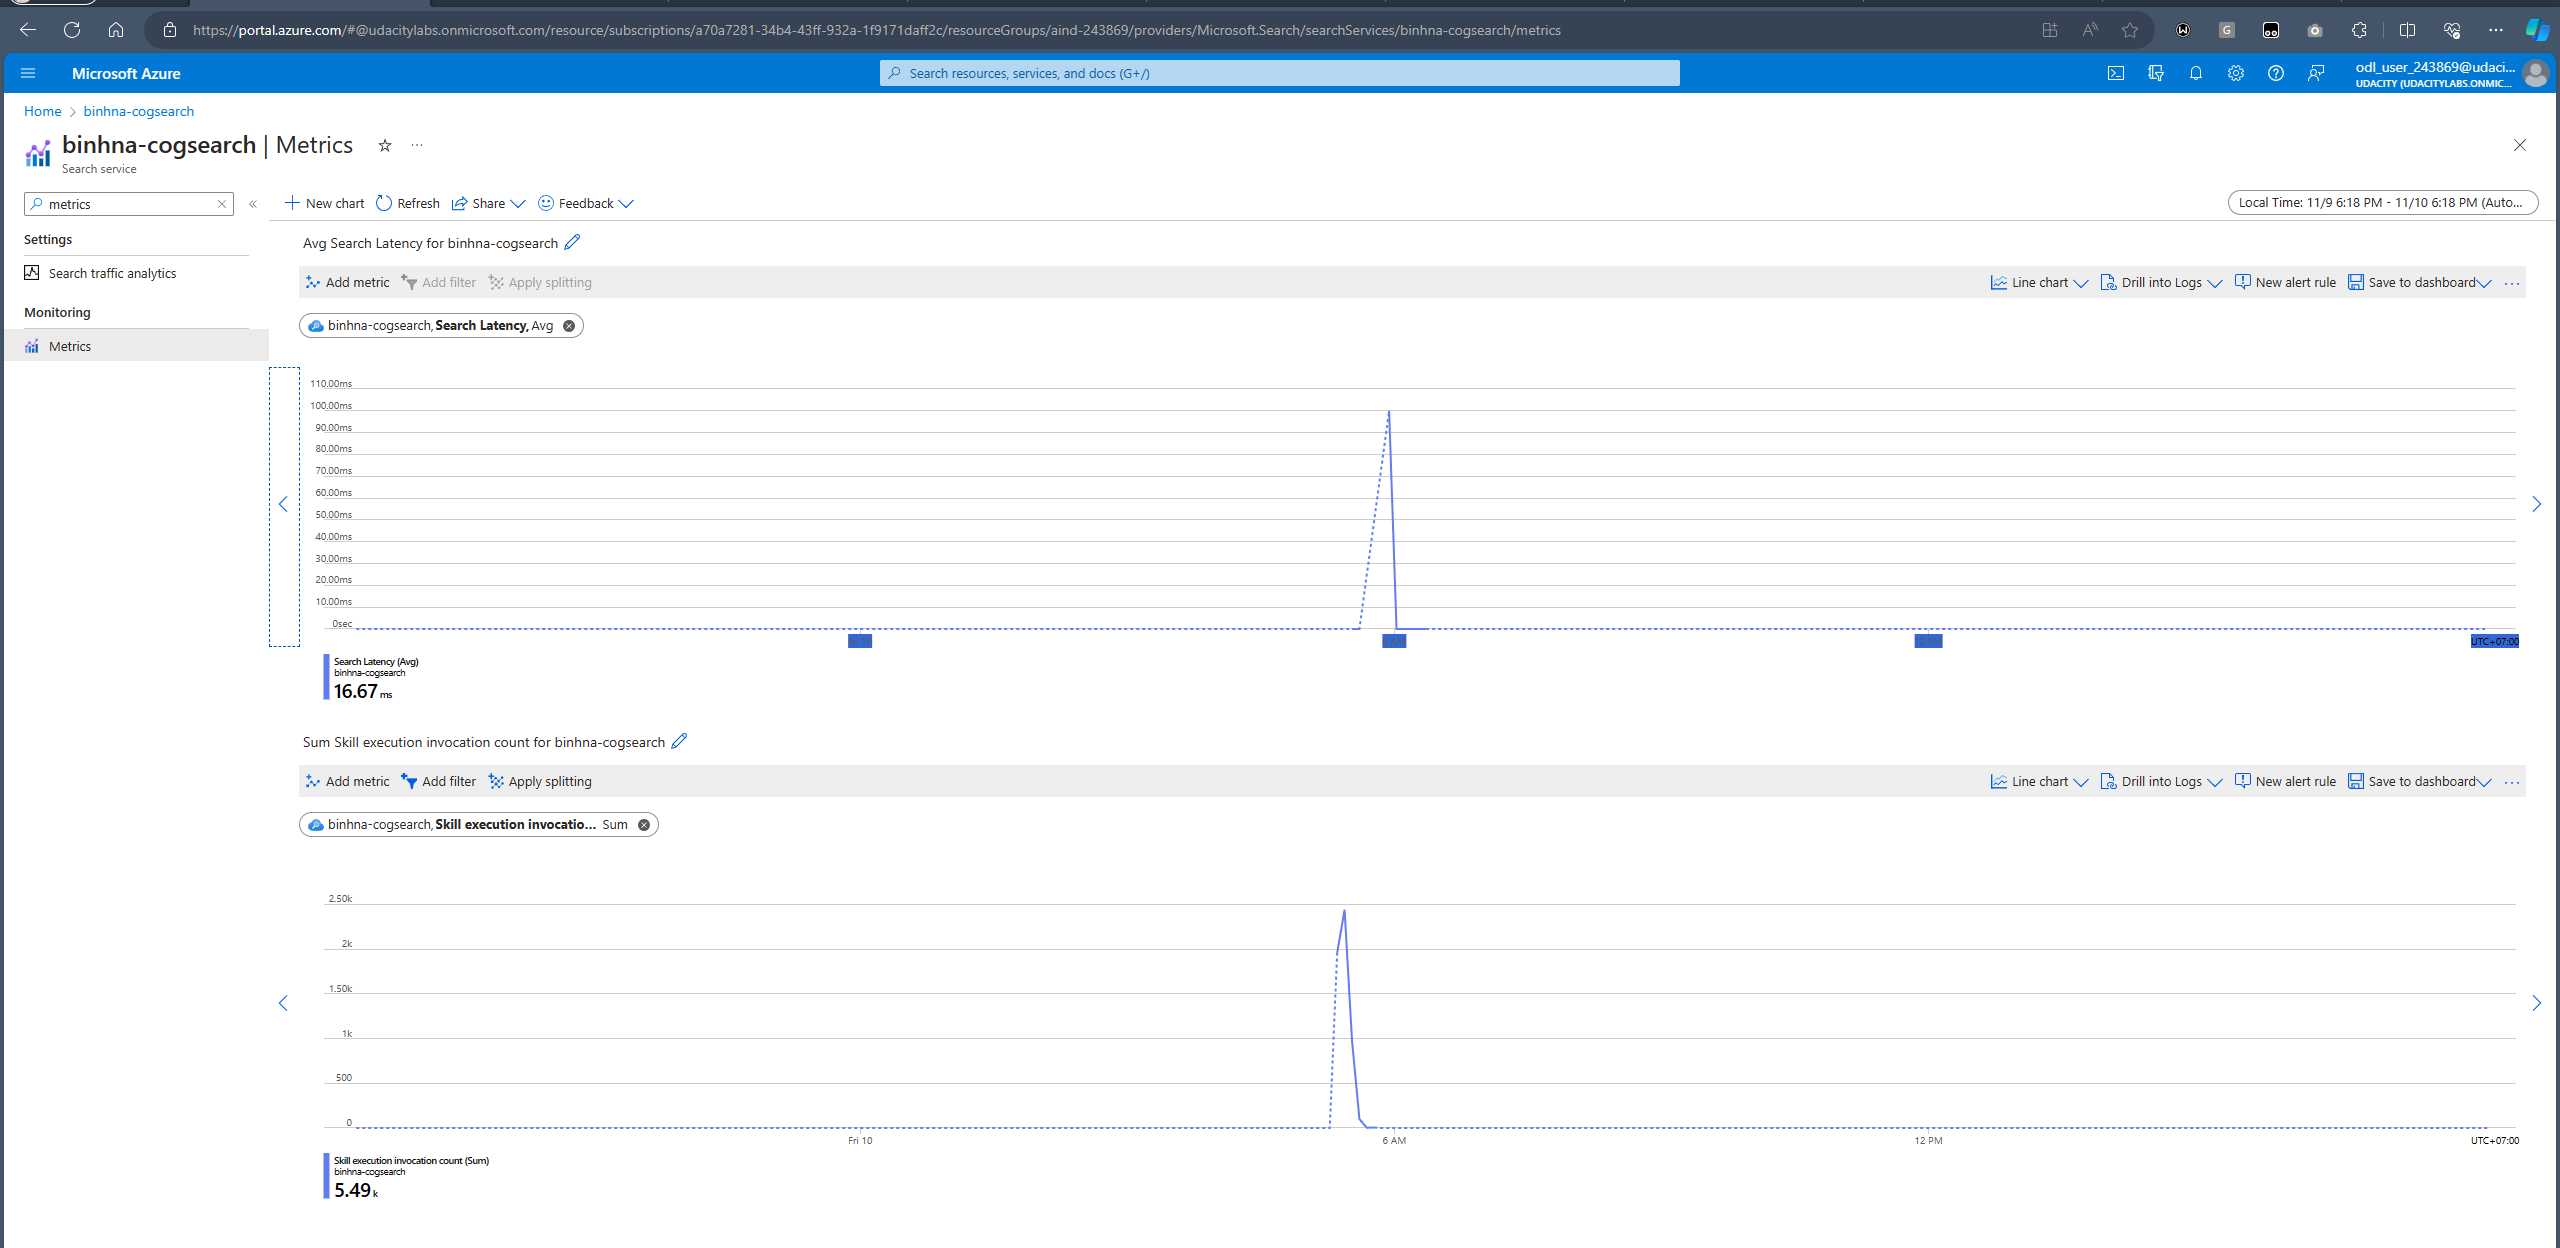 https://portal.azure.com/#@udacitylabs.onmicrosoft.com/resource/subscriptions/a70a7281-34b4-43ff-932a-1f9171daff2c/resourceGroups/aind-243869/providers/Microsoft.Search/searchServices/binhna-cogsearch/metrics
Microsoft Azure
Search resources, services, and docs (G+/)
odl_user_243869@udaci...
UDACITY (UDACITYLABS.ONMIC...
Home > binhna-cogsearch
binhna-cogsearch | Metrics
Search service
metrics
New chart Refresh Share Feedback
Local Time: 11/9 6:18 PM - 11/10 6:18 PM (Auto...
Settings
Search traffic analytics
Monitoring
Metrics
Avg Search Latency for binhna-cogsearch
Add metric Add filter Apply splitting
Line chart Drill into Logs New alert rule Save to dashboard
binhna-cogsearch, Search Latency, Avg
110.00ms
100.00ms
90.00ms
80.00ms
70.00ms
60.00ms
50.00ms
40.00ms
30.00ms
20.00ms
10.00ms
0sec
UTC+07:00
Search Latency (Avg)
binhna-cogsearch
16.67 ms
Sum Skill execution invocation count for binhna-cogsearch
Add metric Add filter Apply splitting
Line chart Drill into Logs New alert rule Save to dashboard
binhna-cogsearch, Skill execution invocatio... Sum
2.50k
2k
1.50k
1k
500
0
Fri 10 6 AM 12 PM UTC+07:00
Skill execution invocation count (Sum)
binhna-cogsearch
5.49 k